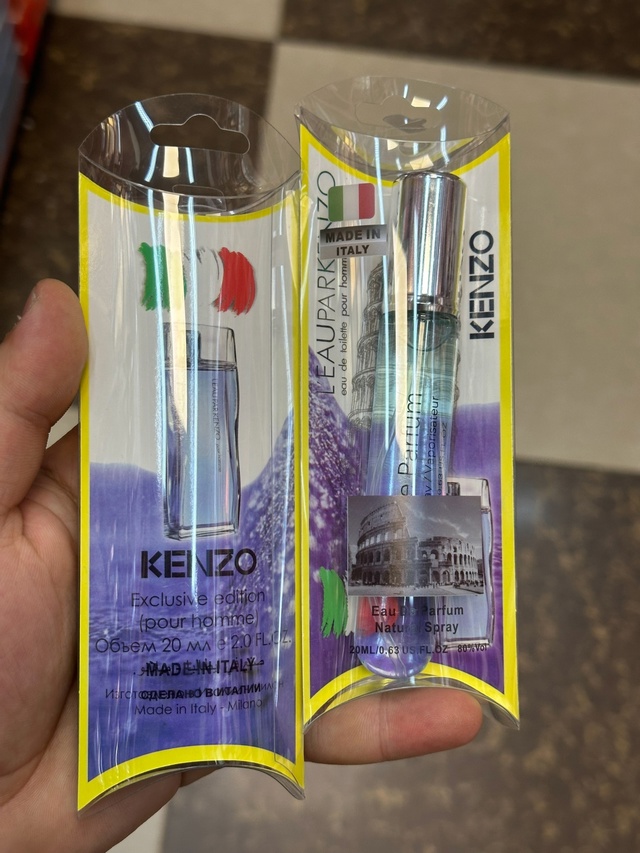 KENZO
Exclusive edition
(pour homme)
Объем 20 мл e 2.0 FL.OZ.
MADE IN ITALY
СДЕЛАНО В ИТАЛИИ
Made in Italy - Milano
L'EAUPARKENZO
eau de toilette pour homme
MADE IN
ITALY
KENZO
Parfum
Vaporisateur
Eau De Parfum
Natural Spray
20ML/0,63 US FL.OZ 80%Vol